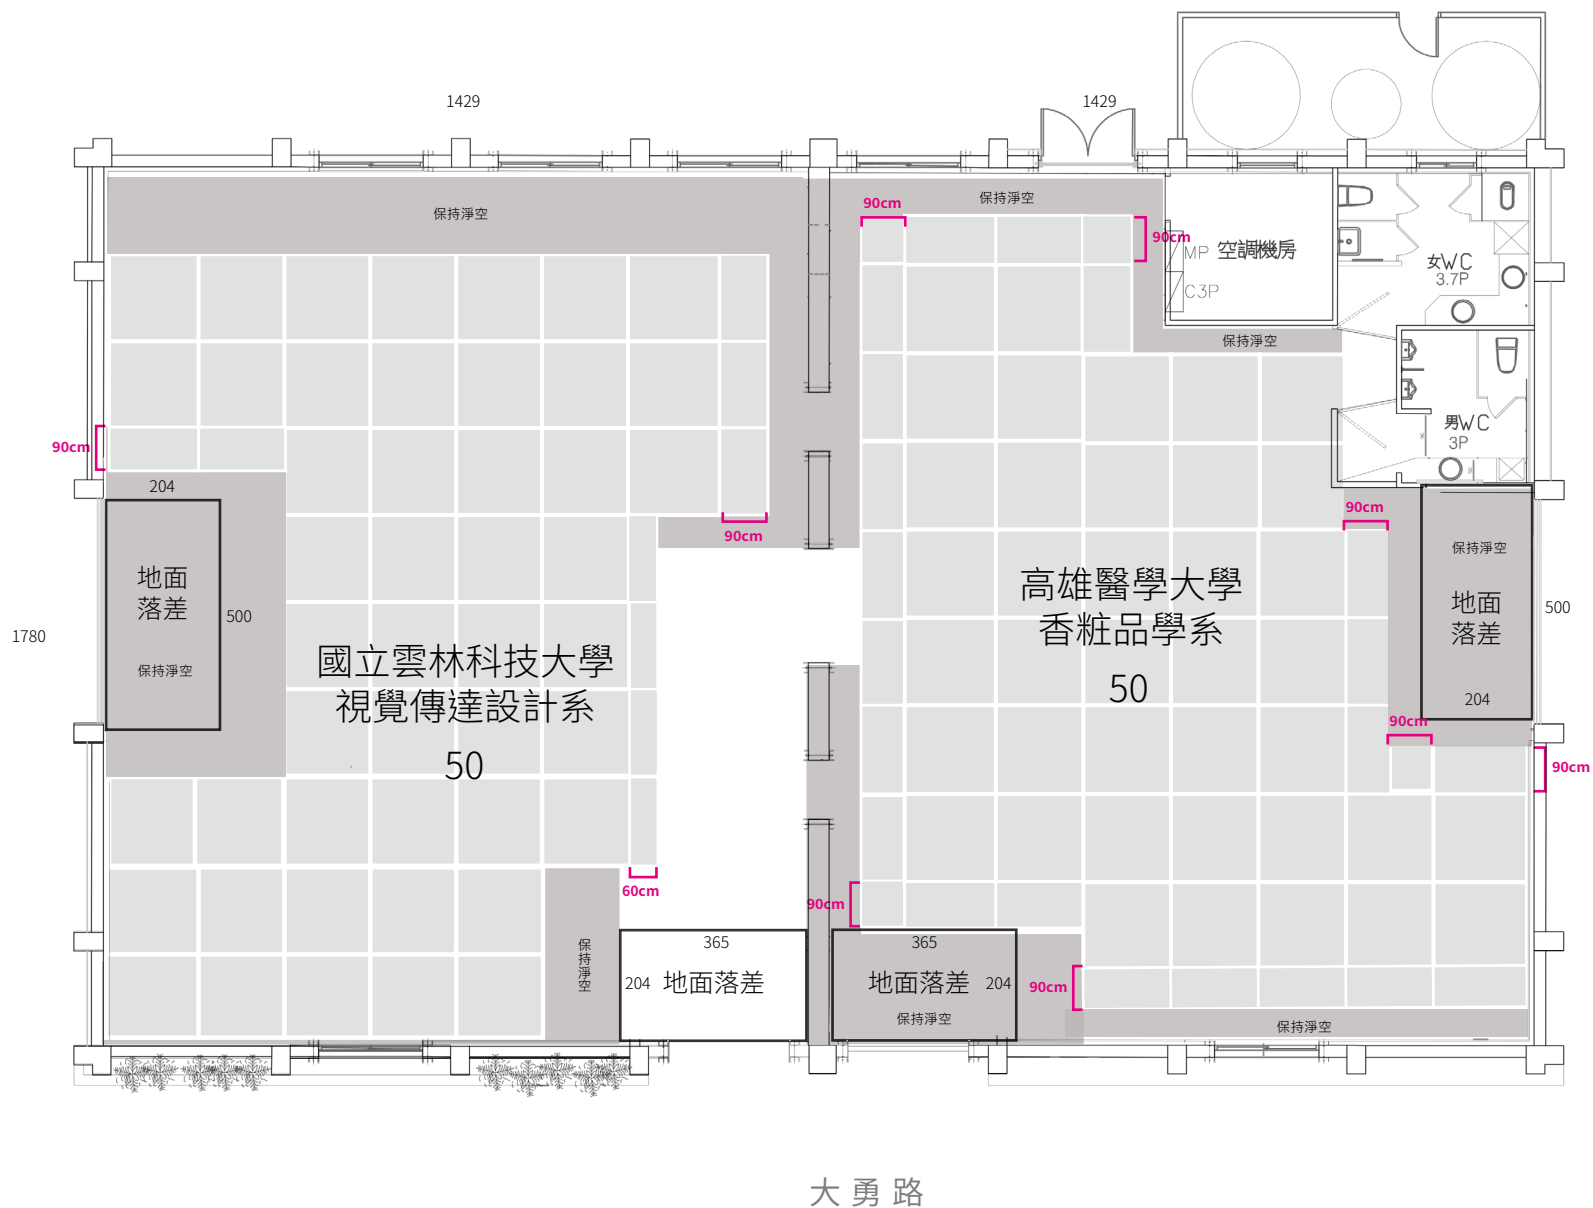 1429
1429
保持淨空
保持淨空
90cm
90cm
MP
空調機房
C3P
女WC
3.7P
保持淨空
男WC
3P
90cm
204
90cm
90cm
地面
落差
500
保持淨空
1780
國立雲林科技大學
視覺傳達設計系
50
高雄醫學大學
香粧品學系
50
保持淨空
地面
落差
500
204
90cm
90cm
60cm
90cm
保持淨空
365
204
地面落差
365
地面落差
204
保持淨空
90cm
保持淨空
大勇路